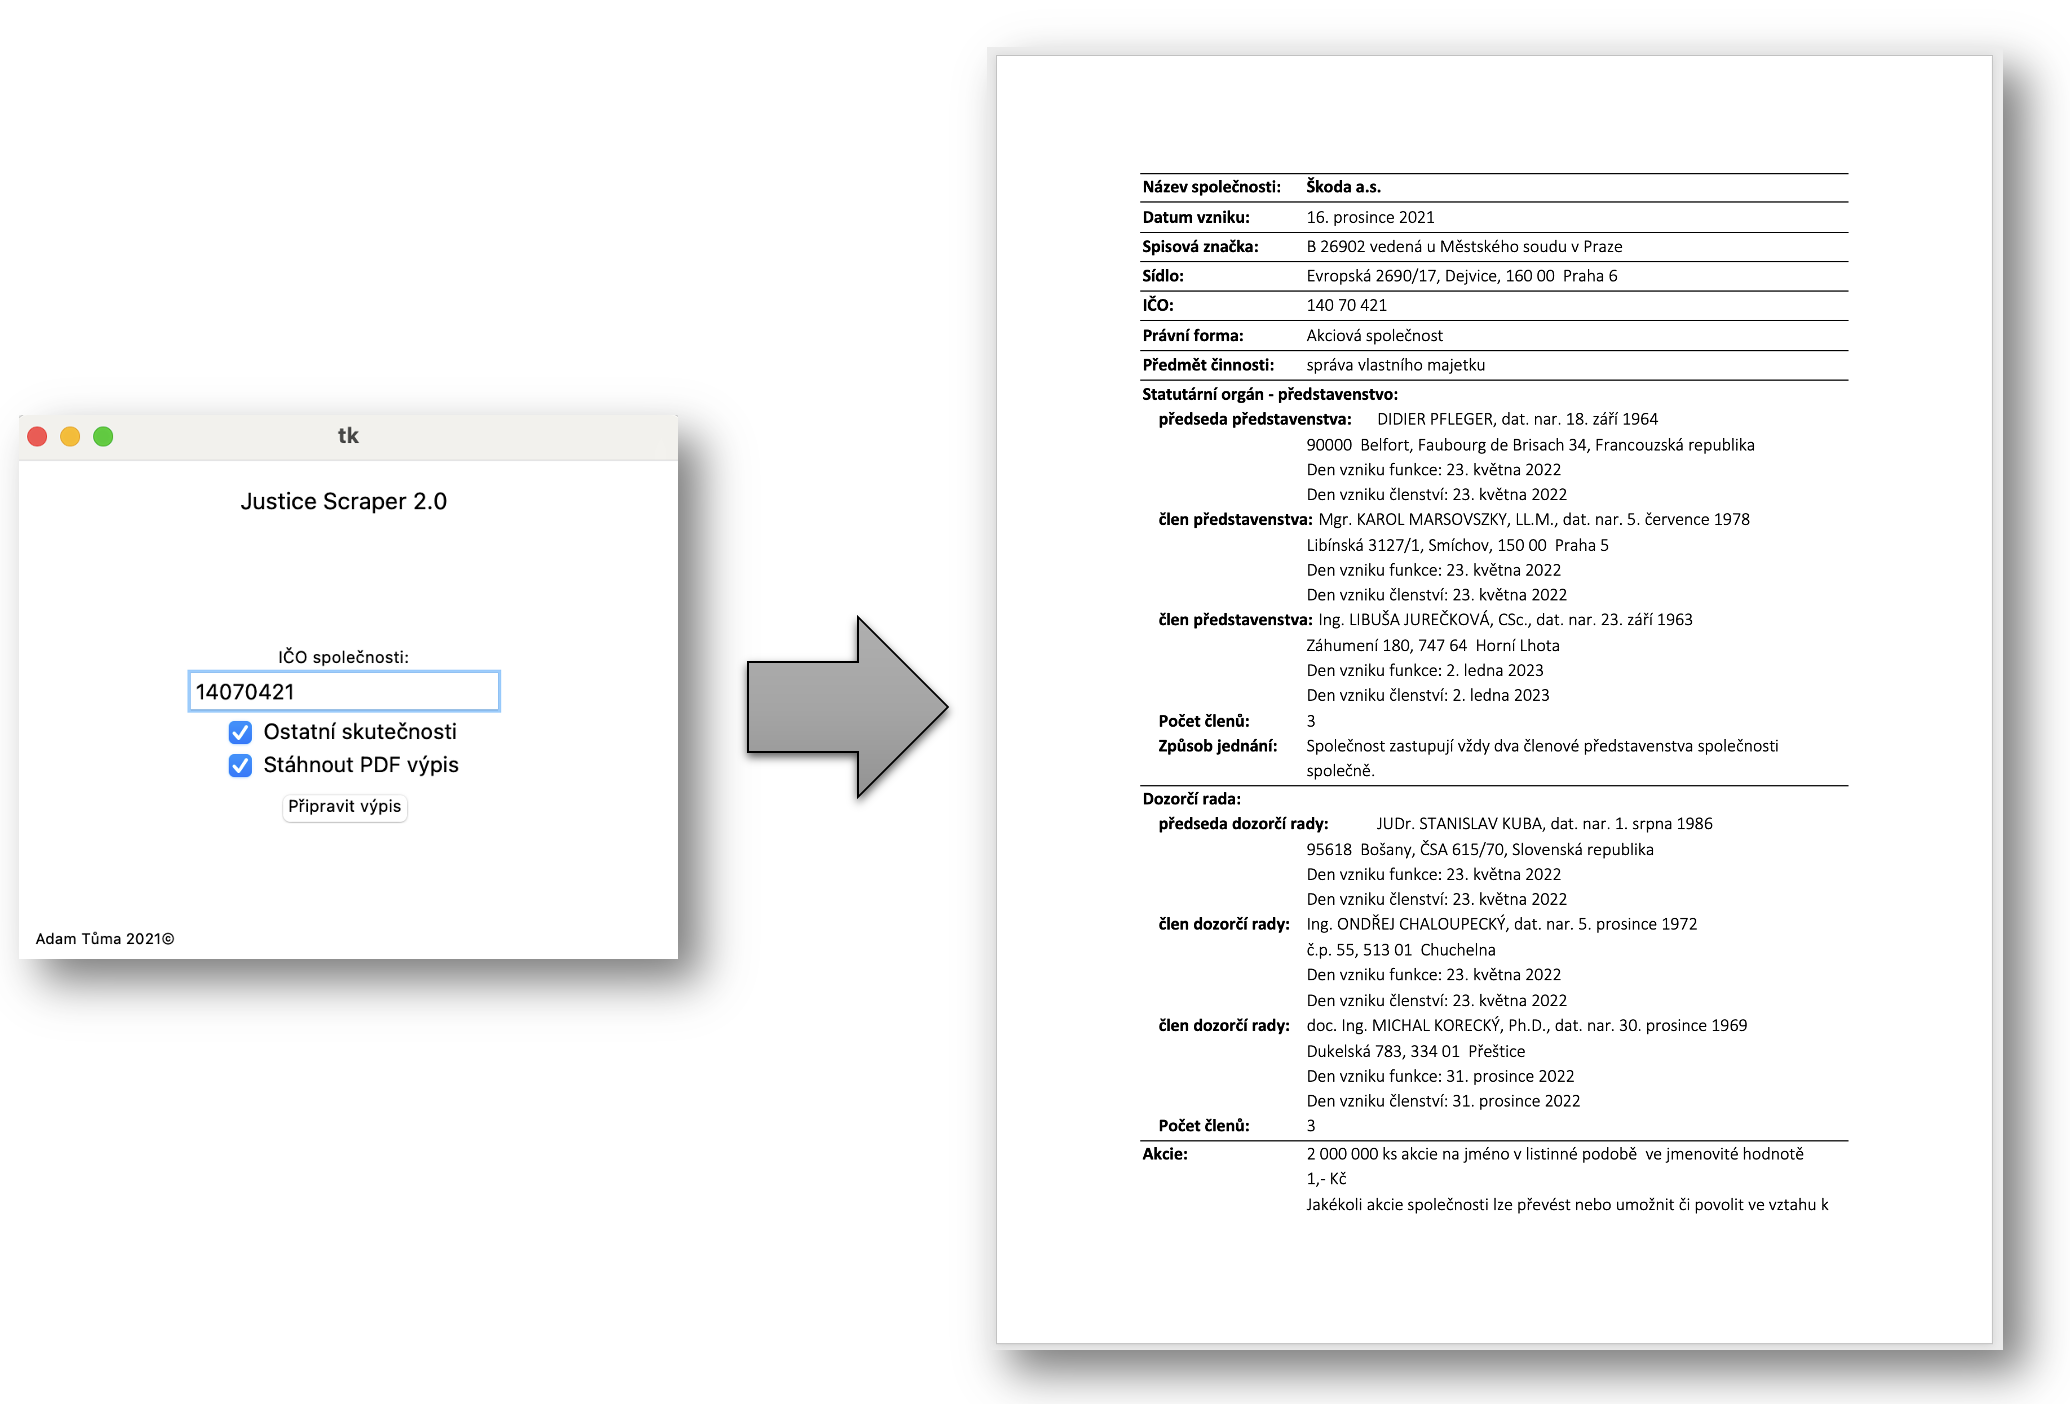 tk
Justice Scraper 2.0
IČO společnosti:
14070421
Ostatní skutečnosti
Stáhnout PDF výpis
Připravit výpis
Adam Tůma 2021©
Název společnosti: Škoda a.s.
Datum vzniku: 16. prosince 2021
Spisová značka: B 26902 vedená u Městského soudu v Praze
Sídlo: Evropská 2690/17, Dejvice, 160 00 Praha 6
IČO: 140 70 421
Právní forma: Akciová společnost
Předmět činnosti: správa vlastního majetku
Statutární orgán - představenstvo:
předseda představenstva: DIDIER PFLEGER, dat. nar. 18. září 1964
90000 Belfort, Faubourg de Brisach 34, Francouzská republika
Den vzniku funkce: 23. května 2022
Den vzniku členství: 23. května 2022
člen představenstva: Mgr. KAROL MARSOVSZKY, LL.M., dat. nar. 5. července 1978
Libínská 3127/1, Smíchov, 150 00 Praha 5
Den vzniku funkce: 23. května 2022
Den vzniku členství: 23. května 2022
člen představenstva: Ing. LIBUŠA JUREČKOVÁ, CSc., dat. nar. 23. září 1963
Záhumení 180, 747 64 Horní Lhota
Den vzniku funkce: 2. ledna 2023
Den vzniku členství: 2. ledna 2023
Počet členů: 3
Způsob jednání: Společnost zastupují vždy dva členové představenstva společnosti
společně.
Dozorčí rada:
předseda dozorčí rady: JUDr. STANISLAV KUBA, dat. nar. 1. srpna 1986
95618 Bošany, ČSA 615/70, Slovenská republika
Den vzniku funkce: 23. května 2022
Den vzniku členství: 23. května 2022
člen dozorčí rady: Ing. ONDŘEJ CHALOUPECKÝ, dat. nar. 5. prosince 1972
č.p. 55, 513 01 Chuchelna
Den vzniku funkce: 23. května 2022
Den vzniku členství: 23. května 2022
člen dozorčí rady: doc. Ing. MICHAL KORECKÝ, Ph.D., dat. nar. 30. prosince 1969
Dukelská 783, 334 01 Přeštice
Den vzniku funkce: 31. prosince 2022
Den vzniku členství: 31. prosince 2022
Počet členů: 3
Akcie: 2 000 000 ks akcie na jméno v listinné podobě ve jmenovité hodnotě
1,- Kč
Jakékoli akcie společnosti lze převést nebo umožnit či povolit ve vztahu k